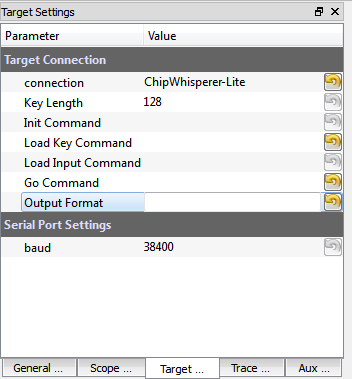 Target Settings
Parameter Value
Target Connection
connection ChipWhisperer-Lite
Key Length 128
Init Command
Load Key Command
Load Input Command
Go Command
Output Format
Serial Port Settings
baud 38400
General ... Scope ... Target ... Trace ... Aux ...